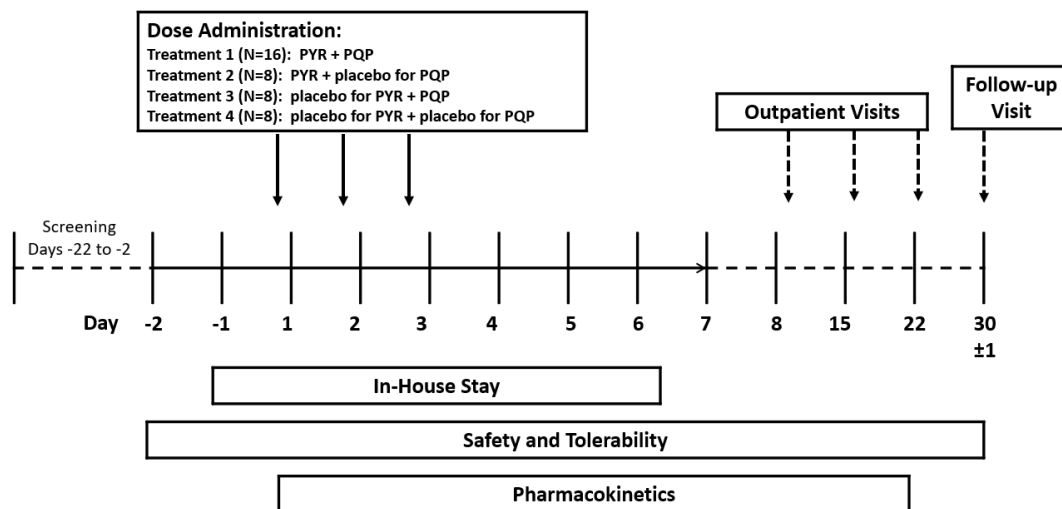 Dose Administration:
Treatment 1 (N=16): PYR + PQP
Treatment 2 (N=8): PYR + placebo for PQP
Treatment 3 (N=8): placebo for PYR + PQP
Treatment 4 (N=8): placebo for PYR + placebo for PQP
Outpatient Visits
Follow-up
Visit
Screening
Days -22 to -2
Day -2 -1 1 2 3 4 5 6 7 8 15 22 30
±1
In-House Stay
Safety and Tolerability
Pharmacokinetics